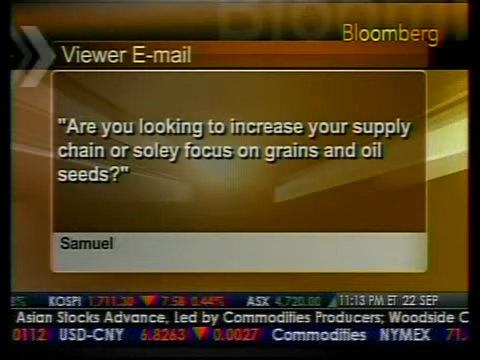 Bloomberg
Viewer E-mail
"Are you looking to increase your supply
chain or soley focus on grains and oil
seeds?"
Samuel
KOSPI 1,711.30 ▼ 7.58 0.44% ASX 4,720.00 11:13 PM ET 22 SEP
Asian Stocks Advance, Led by Commodities Producers; Woodside C
0112 USD-CNY 6.8263 ▼ 0.0027 Commodities NYMEX 71.